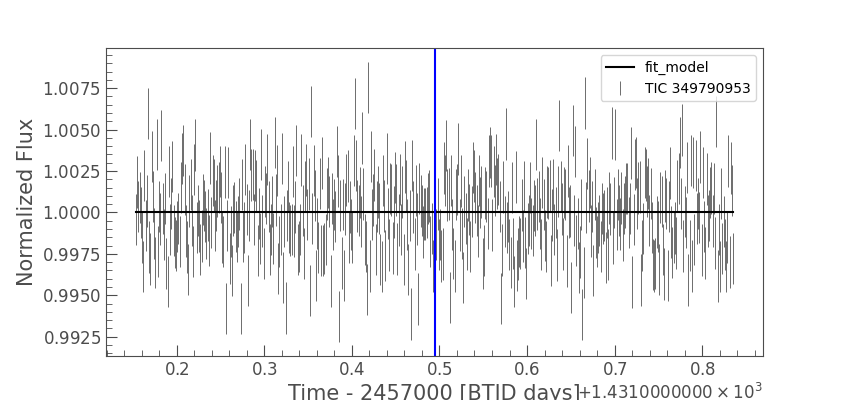 fit_model
TIC 349790953
1.0075
1.0050
1.0025
1.0000
0.9975
0.9950
0.9925
Normalized Flux
0.2 0.3 0.4 0.5 0.6 0.7 0.8
Time - 2457000 [BTJD days]
+1.4310000000 × 10³